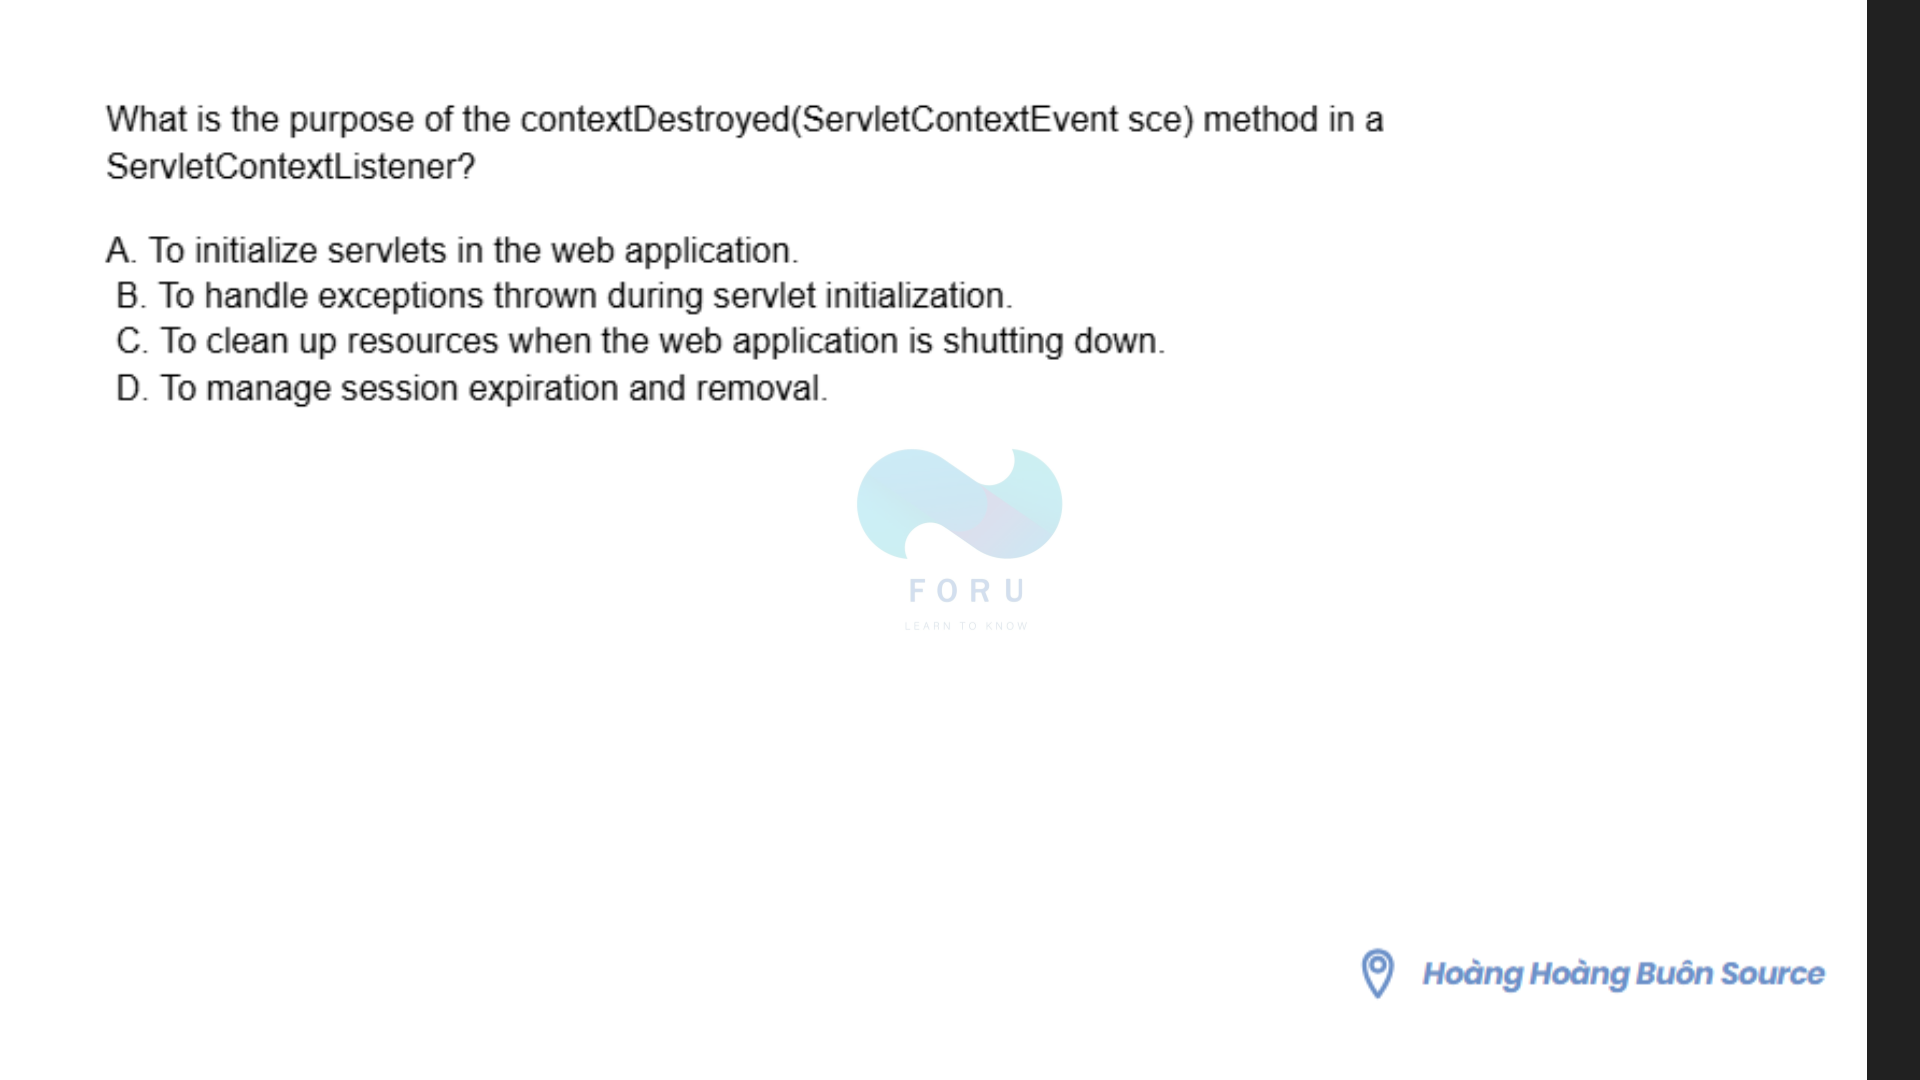 What is the purpose of the contextDestroyed(ServletContextEvent sce) method in a
ServletContextListener?
A. To initialize servlets in the web application.
B. To handle exceptions thrown during servlet initialization.
C. To clean up resources when the web application is shutting down.
D. To manage session expiration and removal.
FORU
LEARN TO KNOW
Hoàng Hoàng Buôn Source